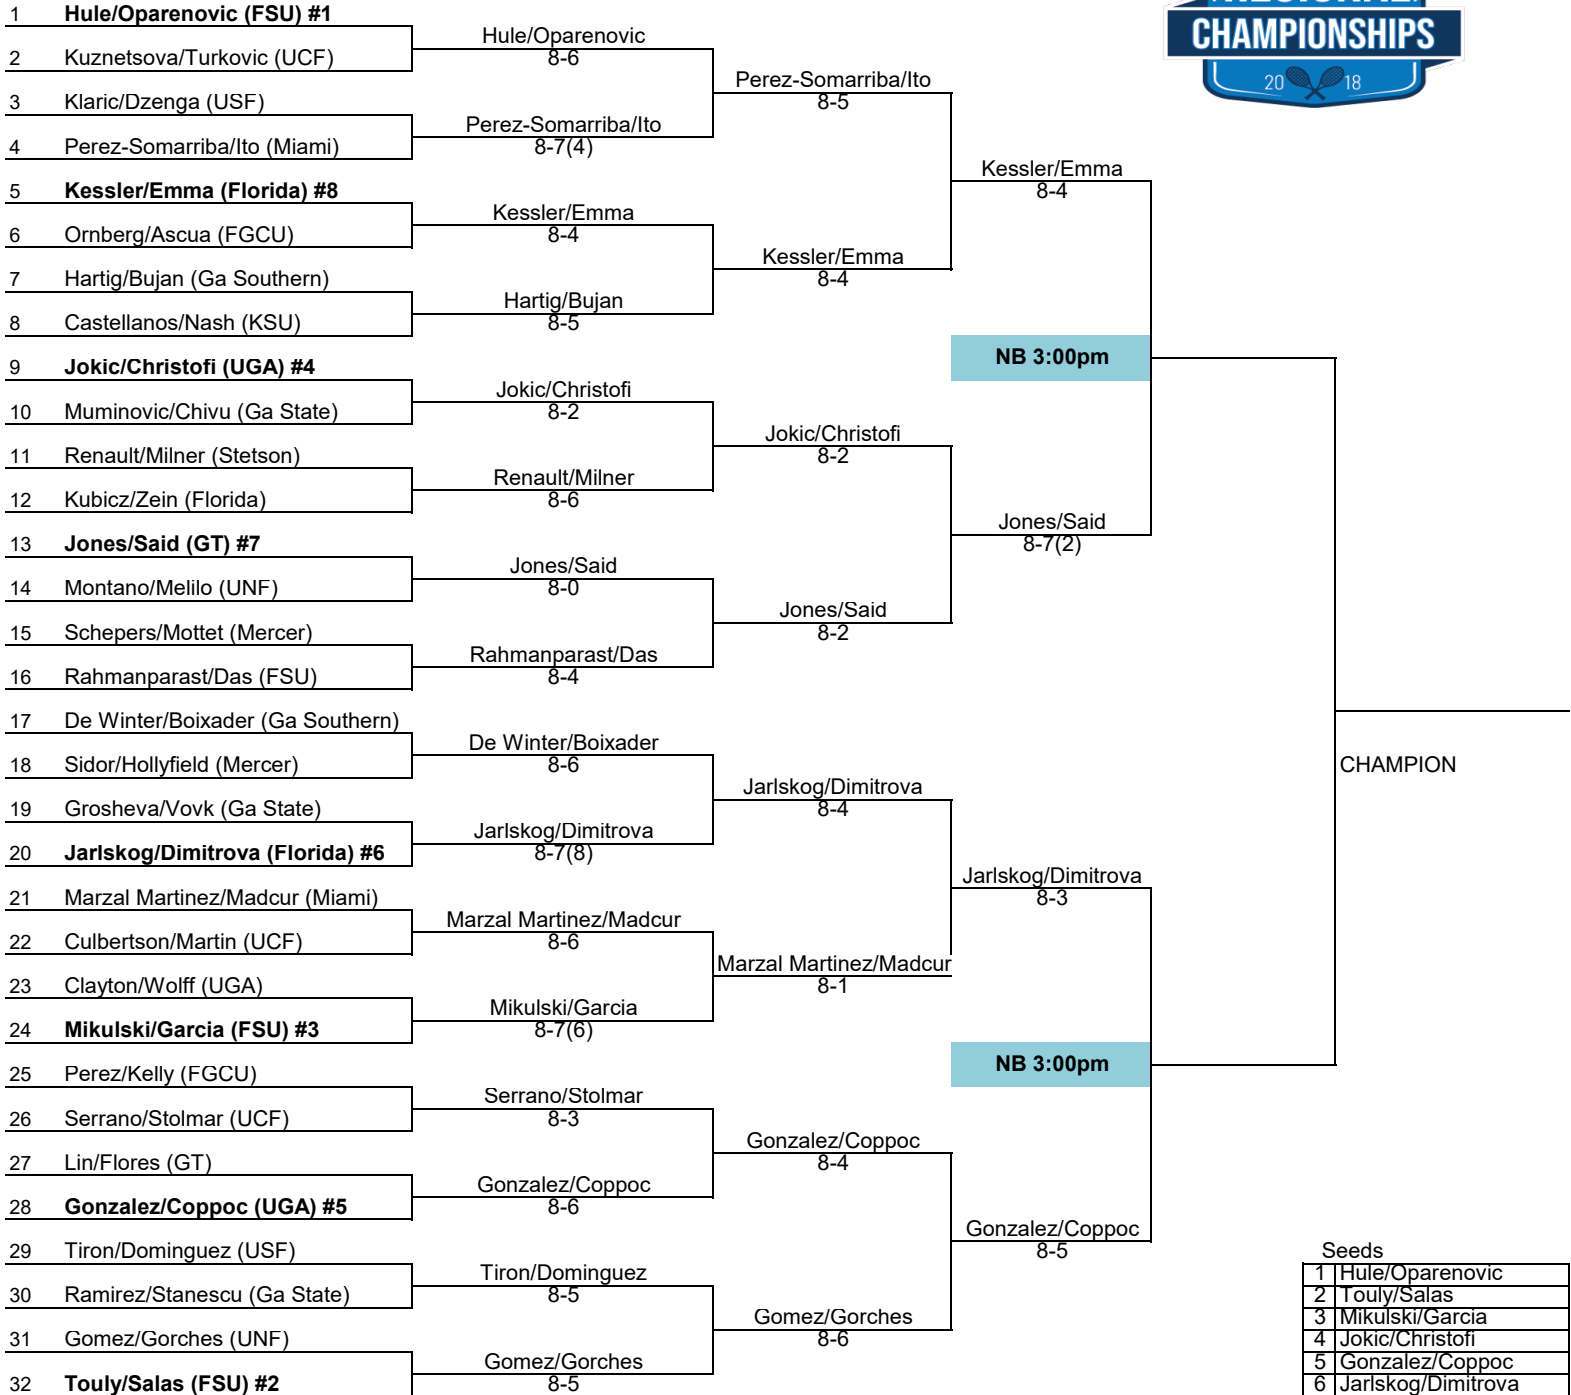 CHAMPIONSHIPS
20 18
1 Hule/Oparenovic (FSU) #1
2 Kuznetsova/Turkovic (UCF)
3 Klaric/Dzenga (USF)
4 Perez-Somarriba/Ito (Miami)
5 Kessler/Emma (Florida) #8
6 Ornberg/Ascua (FGCU)
7 Hartig/Bujan (Ga Southern)
8 Castellanos/Nash (KSU)
9 Jokic/Christofi (UGA) #4
10 Muminovic/Chivu (Ga State)
11 Renault/Milner (Stetson)
12 Kubicz/Zein (Florida)
13 Jones/Said (GT) #7
14 Montano/Melilo (UNF)
15 Schepers/Mottet (Mercer)
16 Rahmanparast/Das (FSU)
17 De Winter/Boixader (Ga Southern)
18 Sidor/Hollyfield (Mercer)
19 Grosheva/Vovk (Ga State)
20 Jarlskog/Dimitrova (Florida) #6
21 Marzal Martinez/Madcur (Miami)
22 Culbertson/Martin (UCF)
23 Clayton/Wolff (UGA)
24 Mikulski/Garcia (FSU) #3
25 Perez/Kelly (FGCU)
26 Serrano/Stolmar (UCF)
27 Lin/Flores (GT)
28 Gonzalez/Coppoc (UGA) #5
29 Tiron/Dominguez (USF)
30 Ramirez/Stanescu (Ga State)
31 Gomez/Gorches (UNF)
32 Touly/Salas (FSU) #2
Hule/Oparenovic
8-6
Perez-Somarriba/Ito
8-7(4)
Kessler/Emma
8-4
Hartig/Bujan
8-5
Jokic/Christofi
8-2
Renault/Milner
8-6
Jones/Said
8-0
Rahmanparast/Das
8-4
De Winter/Boixader
8-6
Jarlskog/Dimitrova
8-7(8)
Marzal Martinez/Madcur
8-6
Mikulski/Garcia
8-7(6)
Serrano/Stolmar
8-3
Gonzalez/Coppoc
8-6
Tiron/Dominguez
8-5
Gomez/Gorches
8-5
Perez-Somarriba/Ito
8-5
Kessler/Emma
8-4
Jokic/Christofi
8-2
Jones/Said
8-2
Jarlskog/Dimitrova
8-4
Marzal Martinez/Madcur
8-1
Gonzalez/Coppoc
8-4
Gomez/Gorches
8-6
Kessler/Emma
8-4
NB 3:00pm
Jones/Said
8-7(2)
Jarlskog/Dimitrova
8-3
NB 3:00pm
Gonzalez/Coppoc
8-5
CHAMPION
Seeds
1 Hule/Oparenovic
2 Touly/Salas
3 Mikulski/Garcia
4 Jokic/Christofi
5 Gonzalez/Coppoc
6 Jarlskog/Dimitrova